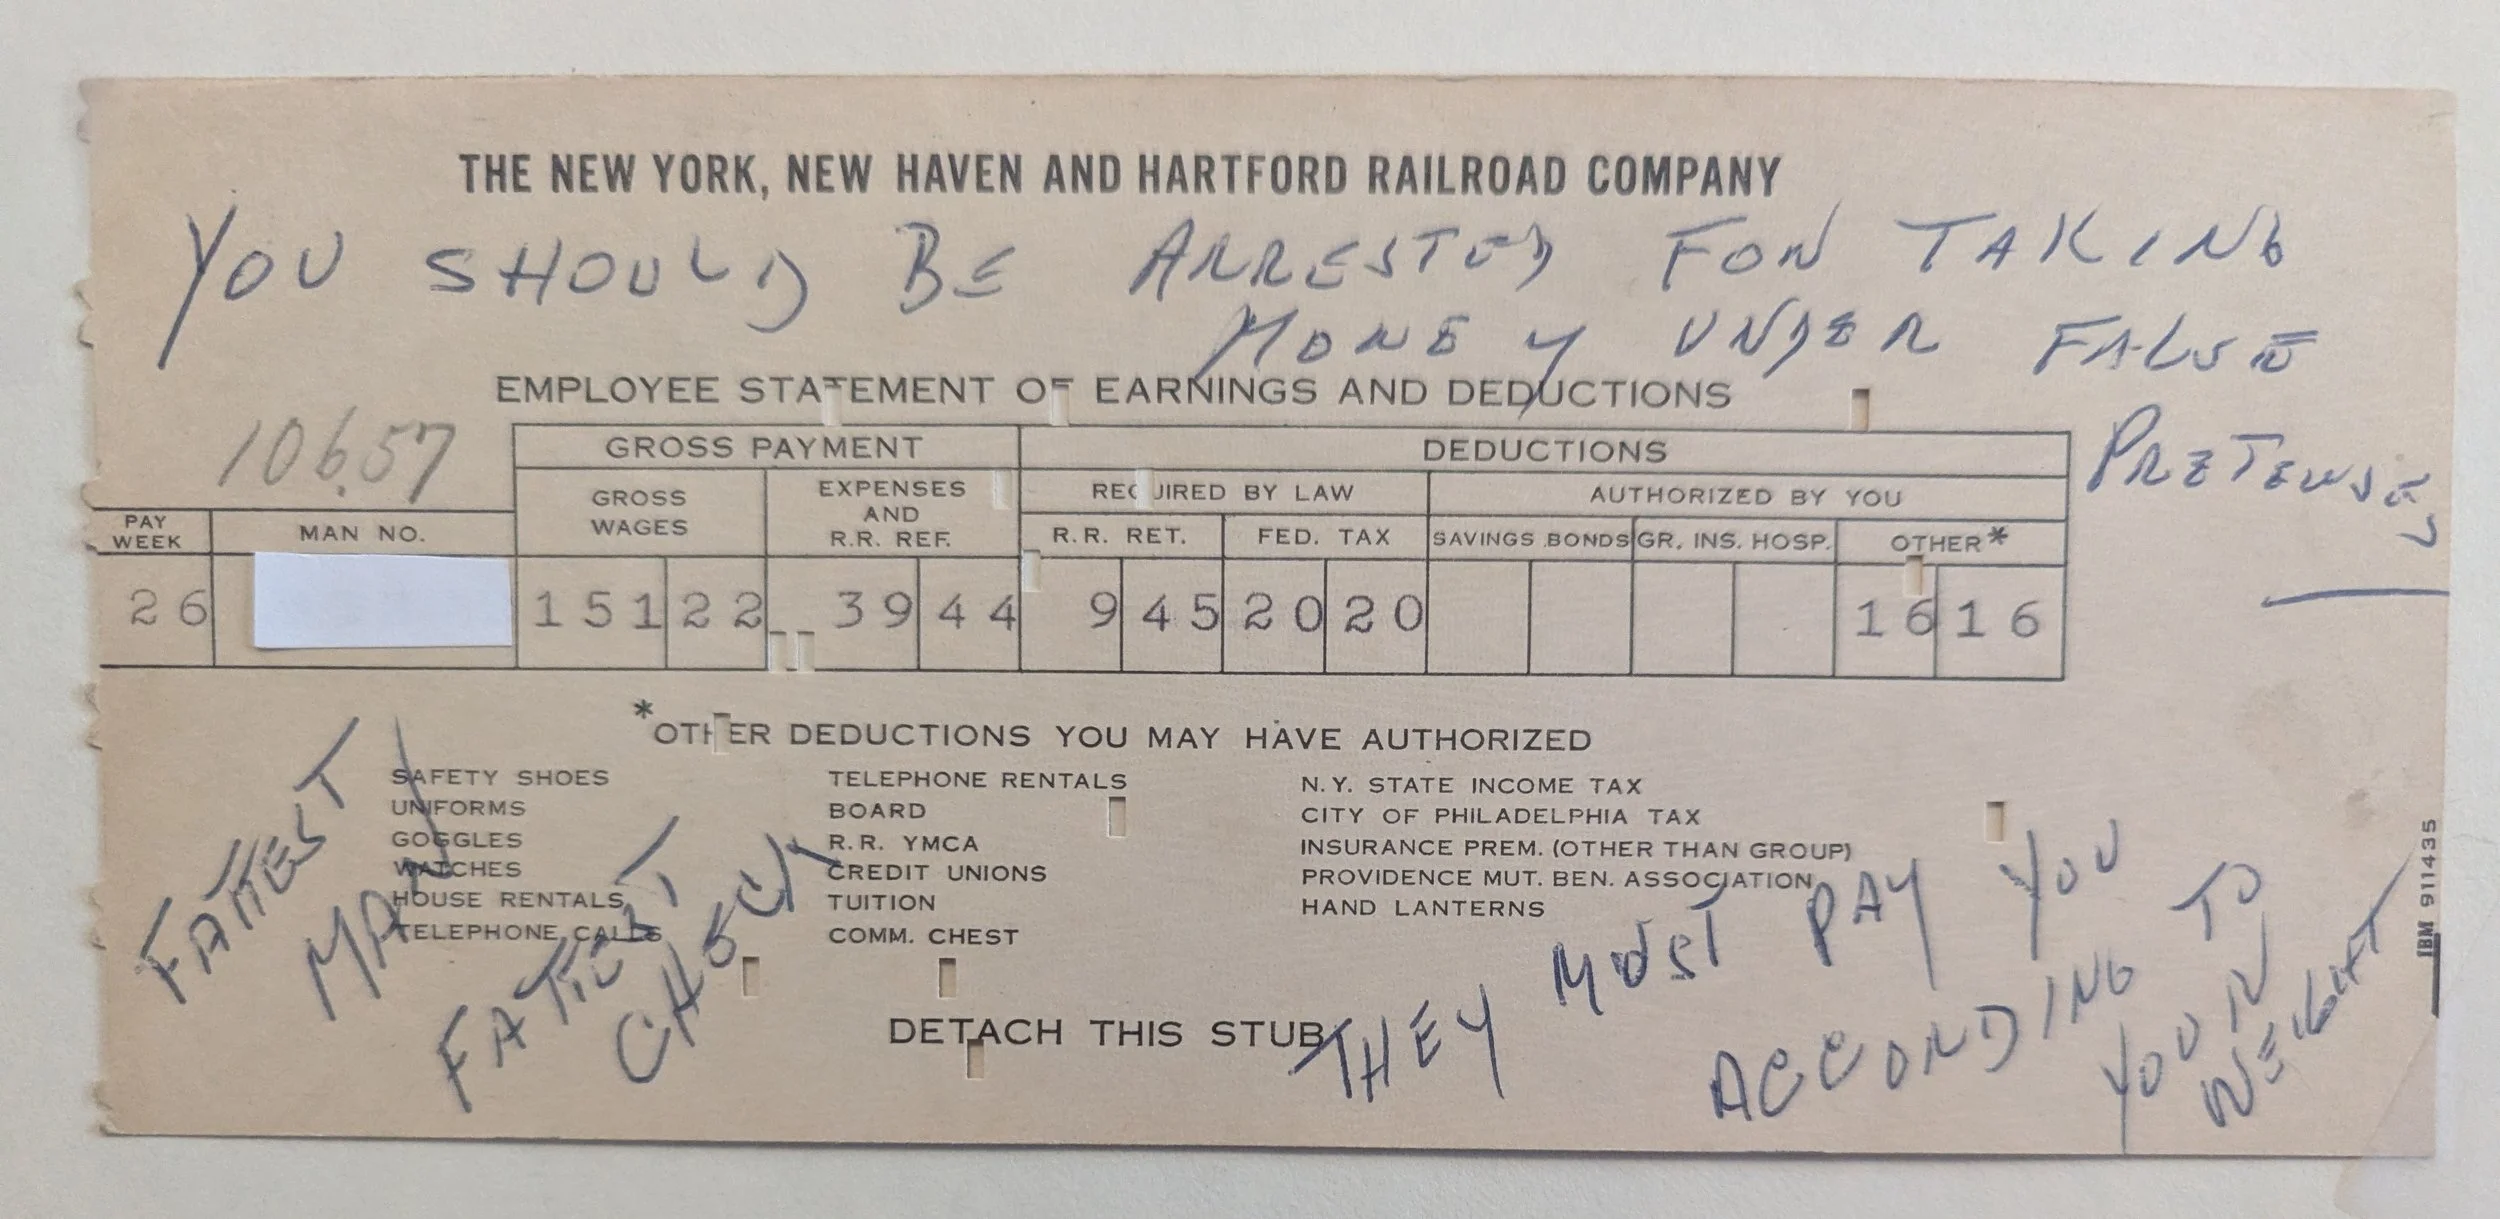 THE NEW YORK, NEW HAVEN AND HARTFORD RAILROAD COMPANY
YOU SHOULD BE ARRESTED FOR TAKING
MONEY UNDER FALSE
PRETENSES
EMPLOYEE STATEMENT OF EARNINGS AND DEDUCTIONS
106.57
GROSS PAYMENT DEDUCTIONS
GROSS WAGES EXPENSES AND R.R. REF. REQUIRED BY LAW AUTHORIZED BY YOU
PAY WEEK MAN NO. R.R. RET. FED. TAX SAVINGS BONDS GR. INS. HOSP. OTHER*
26 151 22 39 44 9 45 20 20 16 16
*OTHER DEDUCTIONS YOU MAY HAVE AUTHORIZED
SAFETY SHOES TELEPHONE RENTALS N.Y. STATE INCOME TAX
UNIFORMS BOARD CITY OF PHILADELPHIA TAX
GOGGLES R.R. YMCA INSURANCE PREM. (OTHER THAN GROUP)
WATCHES CREDIT UNIONS PROVIDENCE MUT. BEN. ASSOCIATION
HOUSE RENTALS TUITION HAND LANTERNS
TELEPHONE CALLS COMM. CHEST
FATTEST
MAN
FATTEST
CHECK
DETACH THIS STUB
THEY MUST PAY YOU
ACCORDING TO
YOUR
WEIGHT
IBM 911435